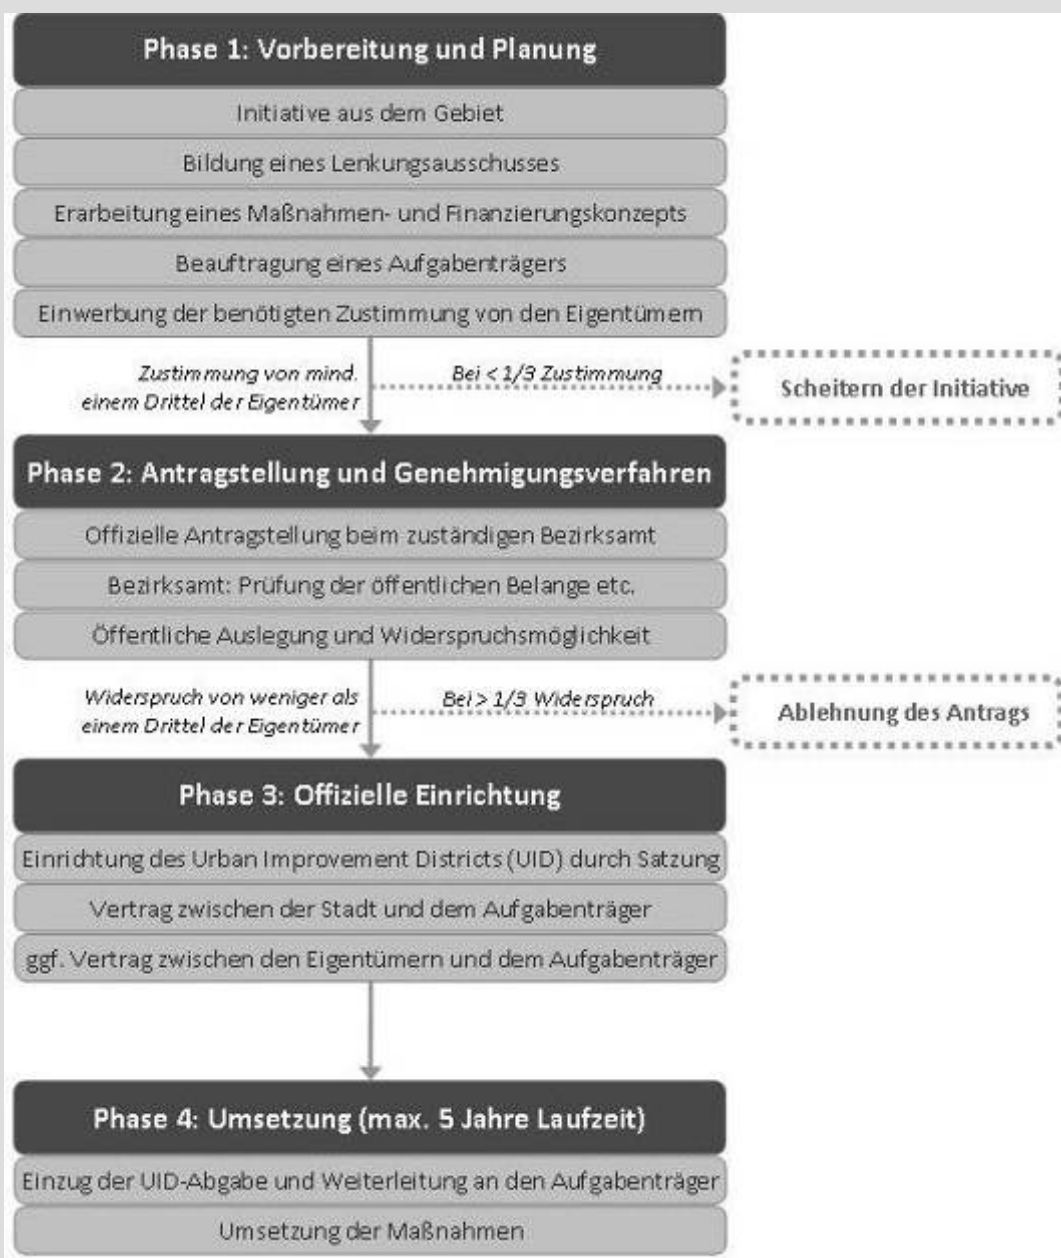 Phase 1: Vorbereitung und Planung
Initiative aus dem Gebiet
Bildung eines Lenkungsausschusses
Erarbeitung eines Maßnahmen- und Finanzierungskonzepts
Beauftragung eines Aufgabenträgers
Einwerbung der benötigten Zustimmung von den Eigentümern
Zustimmung von mind.
einem Drittel der Eigentümer
Bei < 1/3 Zustimmung
Scheitern der Initiative
Phase 2: Antragstellung und Genehmigungsverfahren
Offizielle Antragstellung beim zuständigen Bezirksamt
Bezirksamt: Prüfung der öffentlichen Belange etc.
Öffentliche Auslegung und Widerspruchsmöglichkeit
Widerspruch von weniger als
einem Drittel der Eigentümer
Bei > 1/3 Widerspruch
Ablehnung des Antrags
Phase 3: Offizielle Einrichtung
Einrichtung des Urban Improvement Districts (UID) durch Satzung
Vertrag zwischen der Stadt und dem Aufgabenträger
ggf. Vertrag zwischen den Eigentümern und dem Aufgabenträger
Phase 4: Umsetzung (max. 5 Jahre Laufzeit)
Einzug der UID-Abgabe und Weiterleitung an den Aufgabenträger
Umsetzung der Maßnahmen